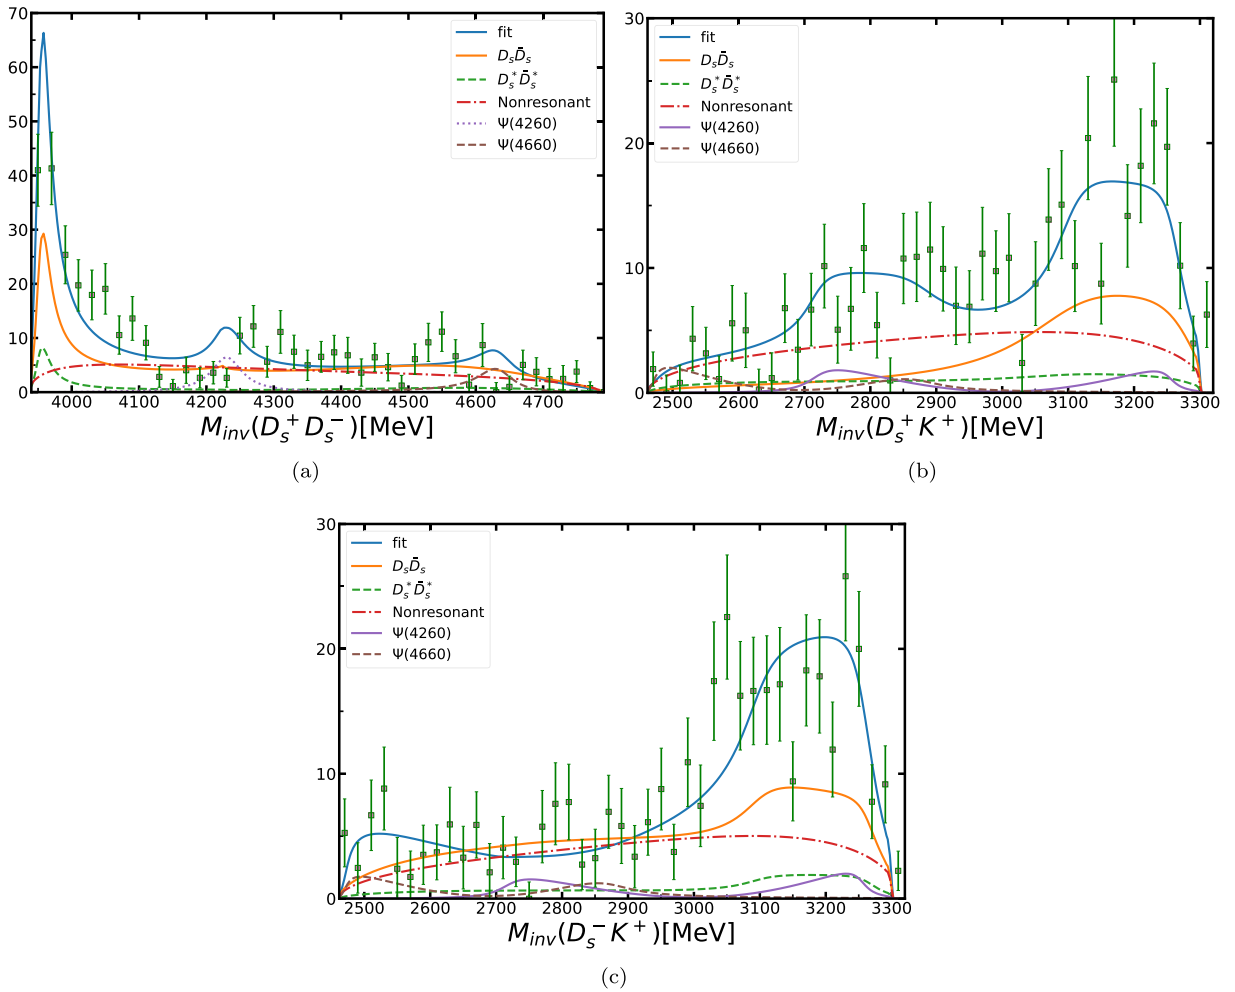 70
60
50
40
30
20
10
0
fit
D_s D̄_s
D_s^* D̄_s^*
Nonresonant
Ψ(4260)
Ψ(4660)
4000 4100 4200 4300 4400 4500 4600 4700
M_inv(D_s^+ D_s^-)[MeV]
(a)
30
20
10
0
fit
D_s D̄_s
D_s^* D̄_s^*
Nonresonant
Ψ(4260)
Ψ(4660)
2500 2600 2700 2800 2900 3000 3100 3200 3300
M_inv(D_s^+ K^+)[MeV]
(b)
30
20
10
0
fit
D_s D̄_s
D_s^* D̄_s^*
Nonresonant
Ψ(4260)
Ψ(4660)
2500 2600 2700 2800 2900 3000 3100 3200 3300
M_inv(D_s^- K^+)[MeV]
(c)